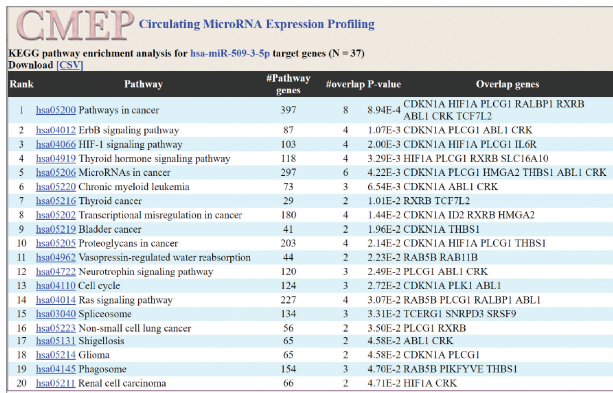 CMEP Circulating MicroRNA Expression Profiling
KEGG pathway enrichment analysis for hsa-miR-509-3-5p target genes (N = 37)
Download [CSV]
Rank Pathway #Pathway genes #overlap P-value Overlap genes
1 hsa05200 Pathways in cancer 397 8 8.94E-4 CDKN1A HIF1A PLCG1 RALBP1 RXRB
ABL1 CRK TCF7L2
2 hsa04012 ErbB signaling pathway 87 4 1.07E-3 CDKN1A PLCG1 ABL1 CRK
3 hsa04066 HIF-1 signaling pathway 103 4 2.00E-3 CDKN1A HIF1A PLCG1 IL6R
4 hsa04919 Thyroid hormone signaling pathway 118 4 3.29E-3 HIF1A PLCG1 RXRB SLC16A10
5 hsa05206 MicroRNAs in cancer 297 6 4.22E-3 CDKN1A PLCG1 HMGA2 THBS1 ABL1 CRK
6 hsa05220 Chronic myeloid leukemia 73 3 6.54E-3 CDKN1A ABL1 CRK
7 hsa05216 Thyroid cancer 29 2 1.01E-2 RXRB TCF7L2
8 hsa05202 Transcriptional misregulation in cancer 180 4 1.44E-2 CDKN1A ID2 RXRB HMGA2
9 hsa05219 Bladder cancer 41 2 1.96E-2 CDKN1A THBS1
10 hsa05205 Proteoglycans in cancer 203 4 2.14E-2 CDKN1A HIF1A PLCG1 THBS1
11 hsa04962 Vasopressin-regulated water reabsorption 44 2 2.23E-2 RAB5B RAB11B
12 hsa04722 Neurotrophin signaling pathway 120 3 2.49E-2 PLCG1 ABL1 CRK
13 hsa04110 Cell cycle 124 3 2.72E-2 CDKN1A PLK1 ABL1
14 hsa04014 Ras signaling pathway 227 4 3.07E-2 RAB5B PLCG1 RALBP1 ABL1
15 hsa03040 Spliceosome 134 3 3.31E-2 TCERG1 SNRPD3 SRSF9
16 hsa05223 Non-small cell lung cancer 56 2 3.50E-2 PLCG1 RXRB
17 hsa05131 Shigellosis 65 2 4.58E-2 ABL1 CRK
18 hsa05214 Glioma 65 2 4.58E-2 CDKN1A PLCG1
19 hsa04145 Phagosome 154 3 4.70E-2 RAB5B PIKFYVE THBS1
20 hsa05211 Renal cell carcinoma 66 2 4.71E-2 HIF1A CRK